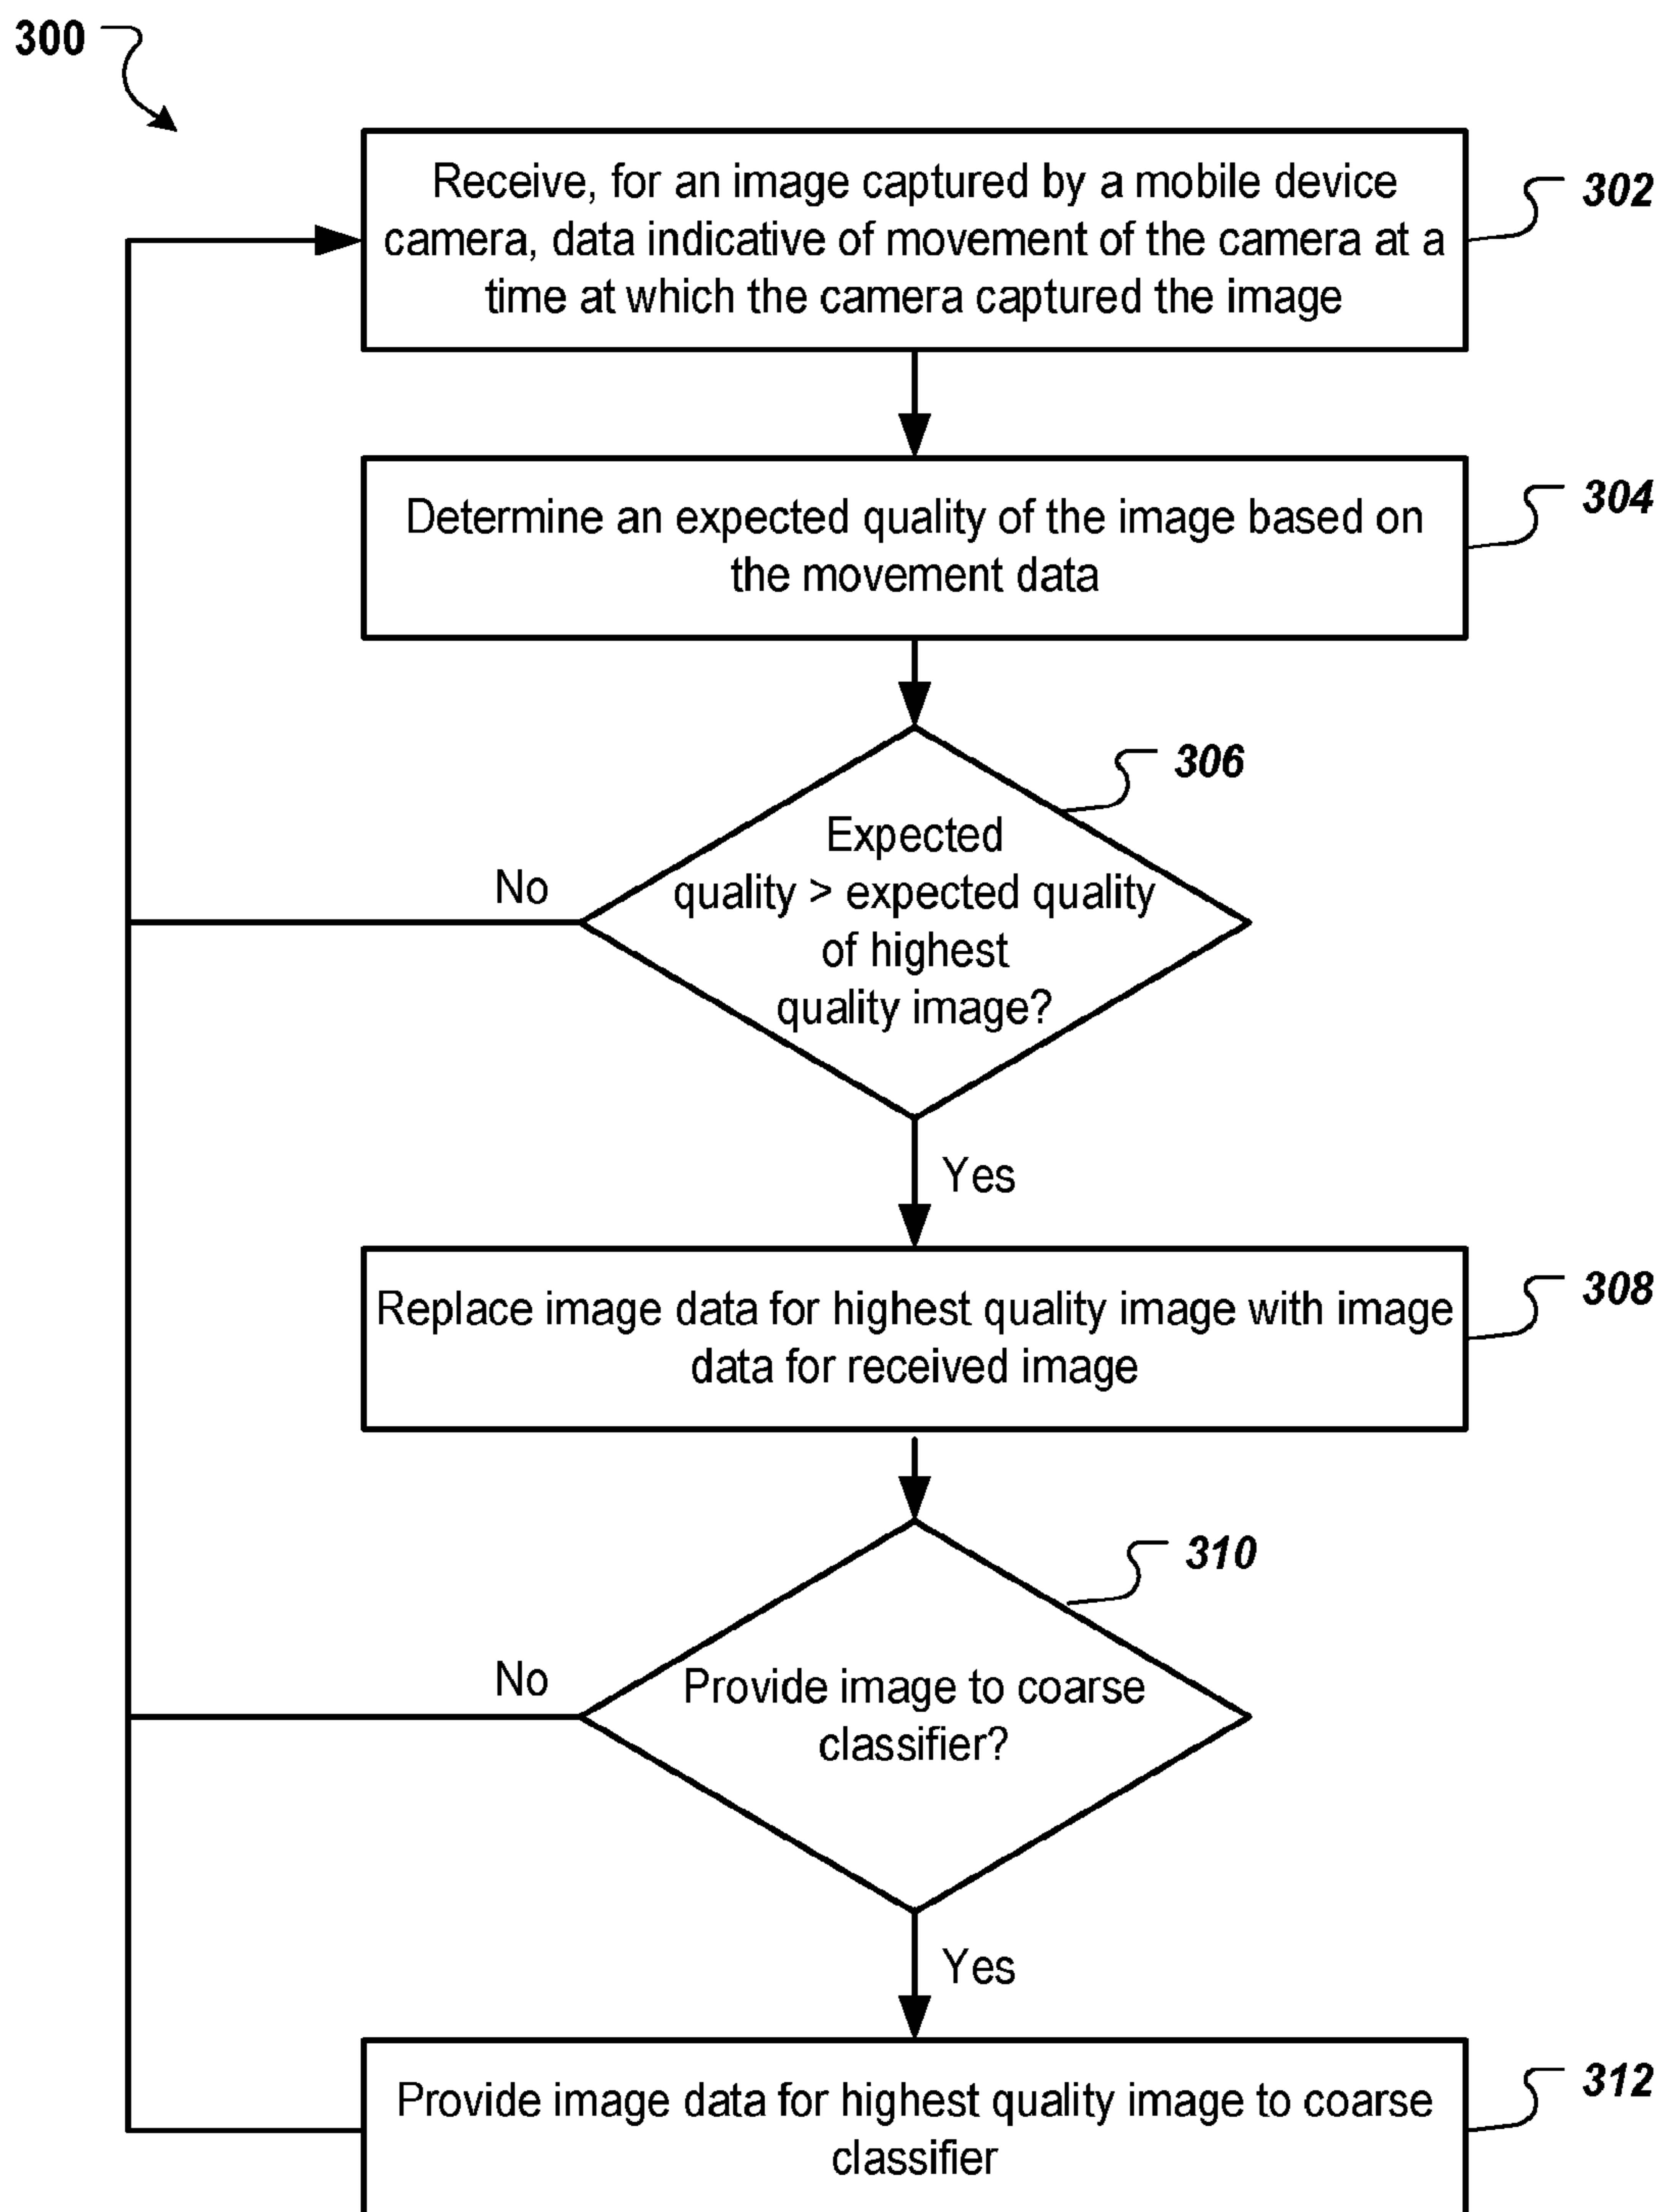 300
Receive, for an image captured by a mobile device
camera, data indicative of movement of the camera at a
time at which the camera captured the image
302
Determine an expected quality of the image based on
the movement data
304
306
Expected
quality > expected quality
of highest
quality image?
No
Yes
Replace image data for highest quality image with image
data for received image
308
310
Provide image to coarse
classifier?
No
Yes
Provide image data for highest quality image to coarse
classifier
312